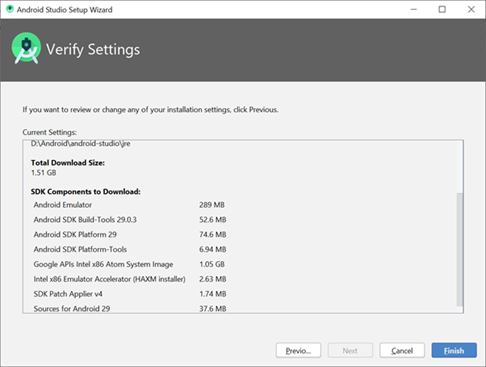 Android Studio Setup Wizard
Verify Settings
If you want to review or change any of your installation settings, click Previous.
Current Settings:
D:\Android\android-studio\jre
Total Download Size:
1.51 GB
SDK Components to Download:
Android Emulator 289 MB
Android SDK Build-Tools 29.0.3 52.6 MB
Android SDK Platform 29 74.6 MB
Android SDK Platform-Tools 6.94 MB
Google APIs Intel x86 Atom System Image 1.05 GB
Intel x86 Emulator Accelerator (HAXM installer) 2.63 MB
SDK Patch Applier v4 1.74 MB
Sources for Android 29 37.6 MB
Previo... Next Cancel Finish